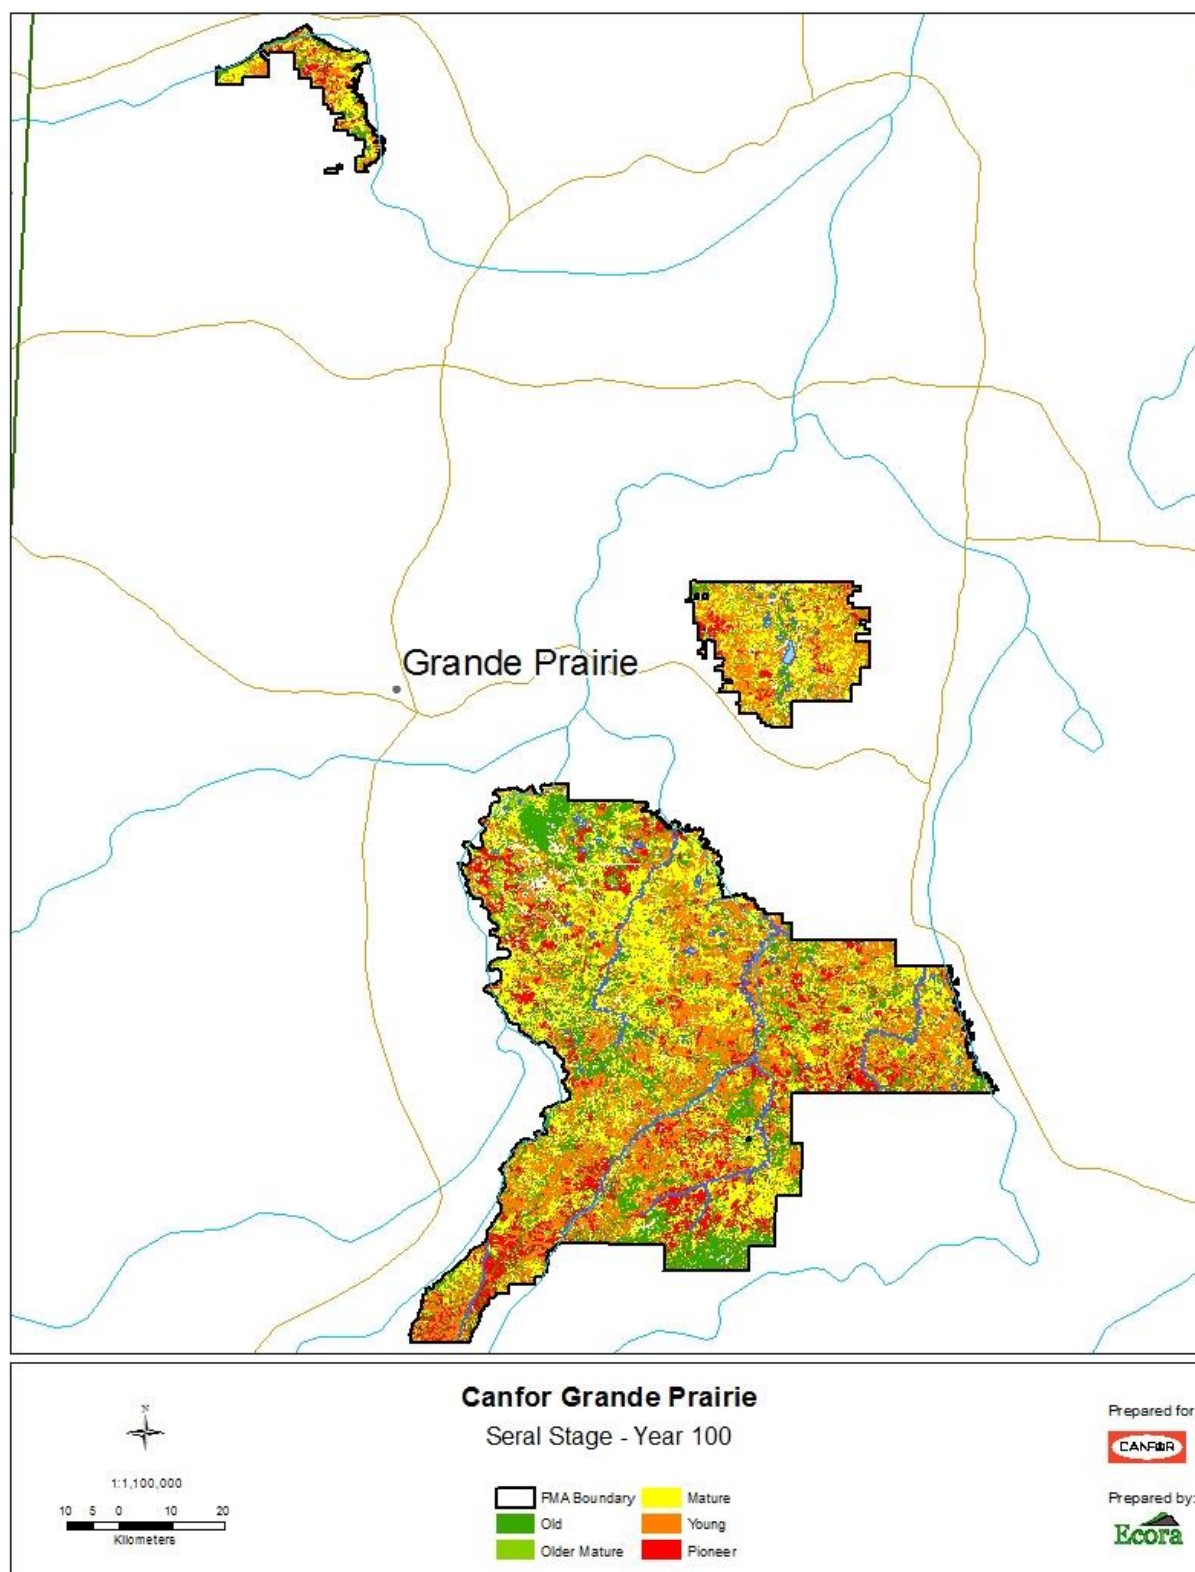 Grande Prairie
Canfor Grande Prairie
Seral Stage - Year 100
N
1:1,100,000
10 5 0 10 20
Kilometers
FMA Boundary
Old
Older Mature
Mature
Young
Pioneer
Prepared for
CANFOR
Prepared by:
Ecora